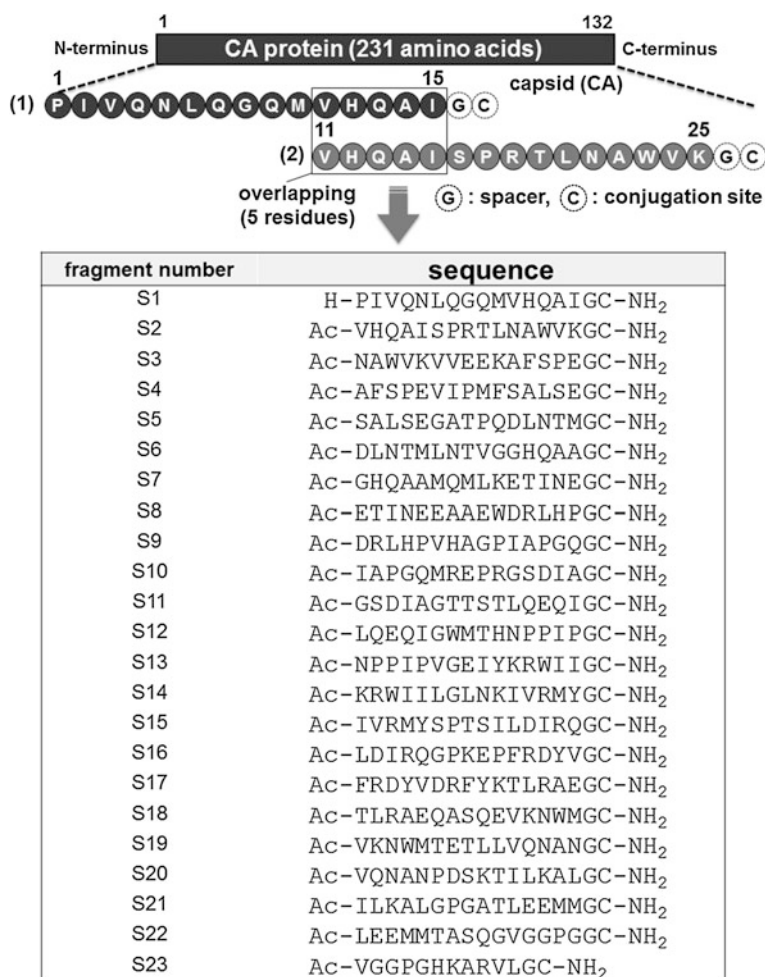 1 132
N-terminus CA protein (231 amino acids) C-terminus
1 15 capsid (CA)
(1) P I V Q N L Q G Q M V H Q A I G C
11 25
(2) V H Q A I S P R T L N A W V K G C
overlapping
(5 residues)
G : spacer, C : conjugation site
fragment number sequence
S1 H-PIVQNLQGQMVHQAIGC-NH2
S2 Ac-VHQAISPRTLNAWVKGC-NH2
S3 Ac-NAWVKVVEEKAFSPEGC-NH2
S4 Ac-AFSPEVIPMFSALSEGC-NH2
S5 Ac-SALSEGATPQDLNTMGC-NH2
S6 Ac-DLNTMLNTVGGHQAAGC-NH2
S7 Ac-GHQAAMQMLKETINEGC-NH2
S8 Ac-ETINEEAAEWDRLHPGC-NH2
S9 Ac-DRLHPVHAGPIAPGQGC-NH2
S10 Ac-IAPGQMREPRGSDIAGC-NH2
S11 Ac-GSDIAGTTSTLQEQIGC-NH2
S12 Ac-LQEQIGWMTHNPPIPGC-NH2
S13 Ac-NPPIPVGEIYKRWIIGC-NH2
S14 Ac-KRWIILGLNKIVRMYGC-NH2
S15 Ac-IVRMYSPTSILDIRQGC-NH2
S16 Ac-LDIRQGPKEPFRDYVGC-NH2
S17 Ac-FRDYVDRFYKTLRAEGC-NH2
S18 Ac-TLRAEQASQEVKNWMGC-NH2
S19 Ac-VKNWMTETLLVQNANGC-NH2
S20 Ac-VQNANPDSKTILKALGC-NH2
S21 Ac-ILKALGPGATLEEMMGC-NH2
S22 Ac-LEEMMTASQGVGGPGGC-NH2
S23 Ac-VGGPGHKARVLGC-NH2